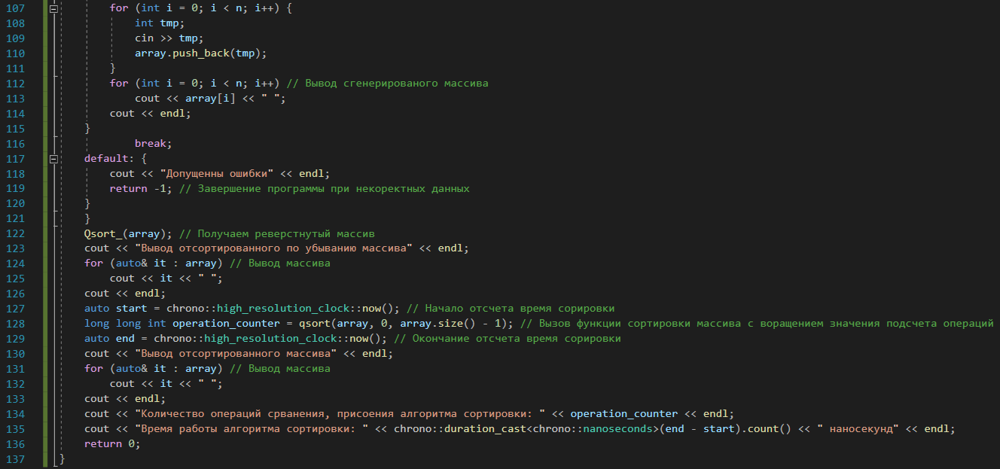 107 for (int i = 0; i < n; i++) {
108 int tmp;
109 cin >> tmp;
110 array.push_back(tmp);
111 }
112 for (int i = 0; i < n; i++) // Вывод сгенерированого массива
113 cout << array[i] << " ";
114 cout << endl;
115 }
116 break;
117 default: {
118 cout << "Допущенны ошибки" << endl;
119 return -1; // Завершение программы при некоректных данных
120 }
121 }
122 Qsort_(array); // Получаем реверстнутый массив
123 cout << "Вывод отсортированного по убыванию массива" << endl;
124 for (auto& it : array) // Вывод массива
125 cout << it << " ";
126 cout << endl;
127 auto start = chrono::high_resolution_clock::now(); // Начало отсчета время сорировки
128 long long int operation_counter = qsort(array, 0, array.size() - 1); // Вызов функции сортировки массива с воращением значения подсчета операций
129 auto end = chrono::high_resolution_clock::now(); // Окончание отсчета время сорировки
130 cout << "Вывод отсортированного массива" << endl;
131 for (auto& it : array) // Вывод массива
132 cout << it << " ";
133 cout << endl;
134 cout << "Количество операций срванения, присоения алгоритма сортировки: " << operation_counter << endl;
135 cout << "Время работы алгоритма сортировки: " << chrono::duration_cast<chrono::nanoseconds>(end - start).count() << " наносекунд" << endl;
136 return 0;
137 }